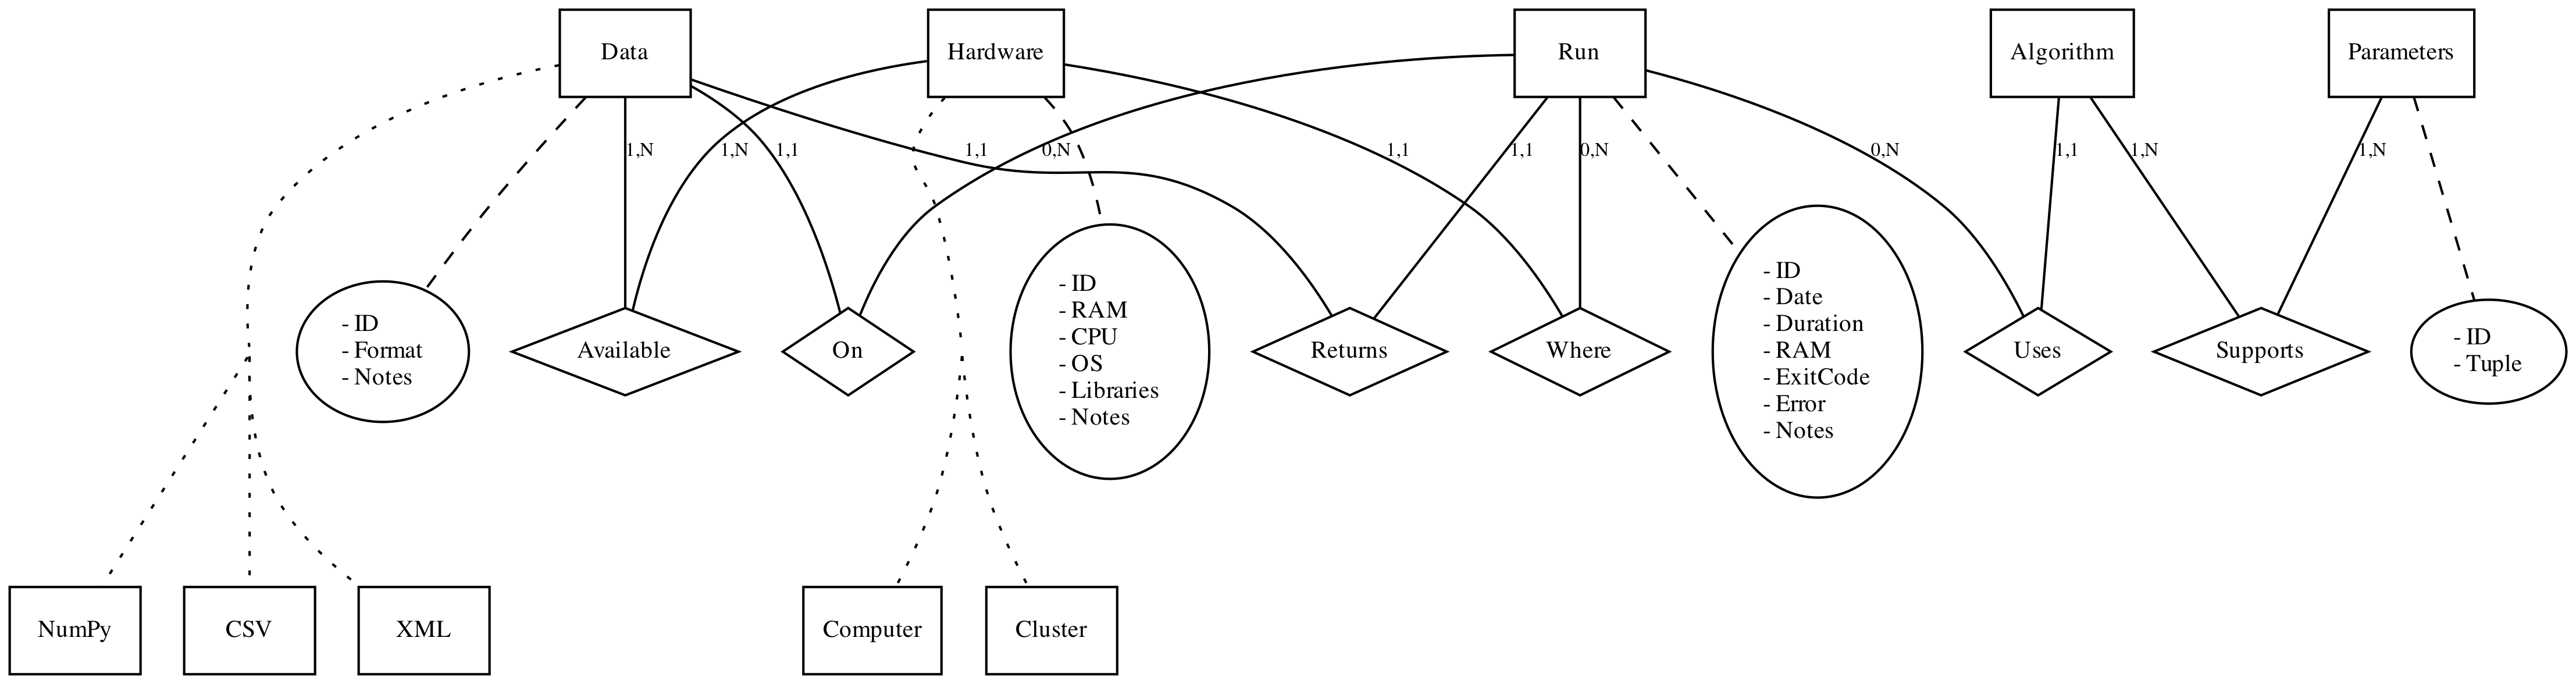 Data
Hardware
Run
Algorithm
Parameters
1,N
1,N
1,1
1,1
0,N
1,1
1,1
0,N
0,N
1,1
1,N
1,N
- ID
- Format
- Notes
Available
On
- ID
- RAM
- CPU
- OS
- Libraries
- Notes
Returns
Where
- ID
- Date
- Duration
- RAM
- ExitCode
- Error
- Notes
Uses
Supports
- ID
- Tuple
NumPy
CSV
XML
Computer
Cluster